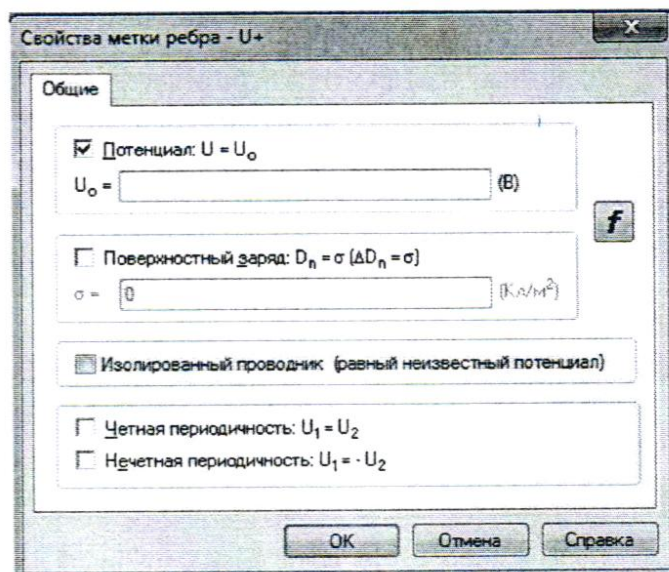 Свойства метки ребра - U+
x
Общие
Потенциал: U = U₀
U₀ = (В)
f
Поверхностный заряд: Dₙ = σ (ΔDₙ = σ)
σ = 0 (Кл/м²)
Изолированный проводник (равный неизвестный потенциал)
Четная периодичность: U₁ = U₂
Нечетная периодичность: U₁ = - U₂
OK Отмена Справка